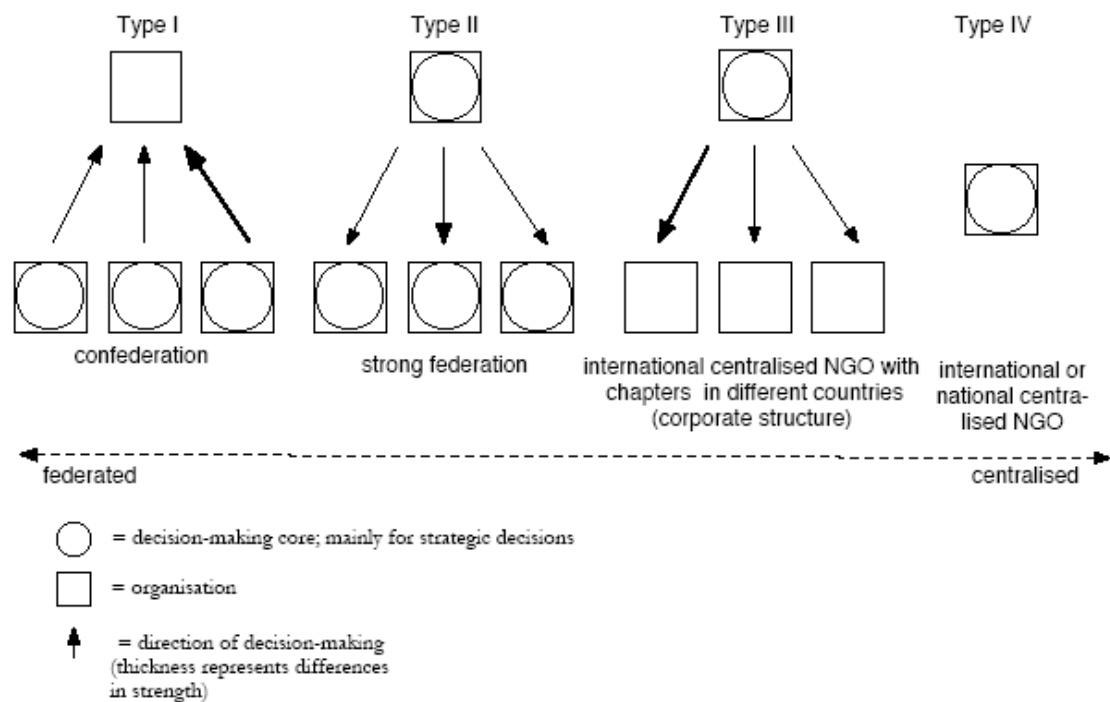 Type I
Type II
Type III
Type IV
confederation
strong federation
international centralised NGO with
chapters in different countries
(corporate structure)
international or
national centra-
lised NGO
federated
centralised
= decision-making core; mainly for strategic decisions
= organisation
= direction of decision-making
(thickness represents differences
in strength)